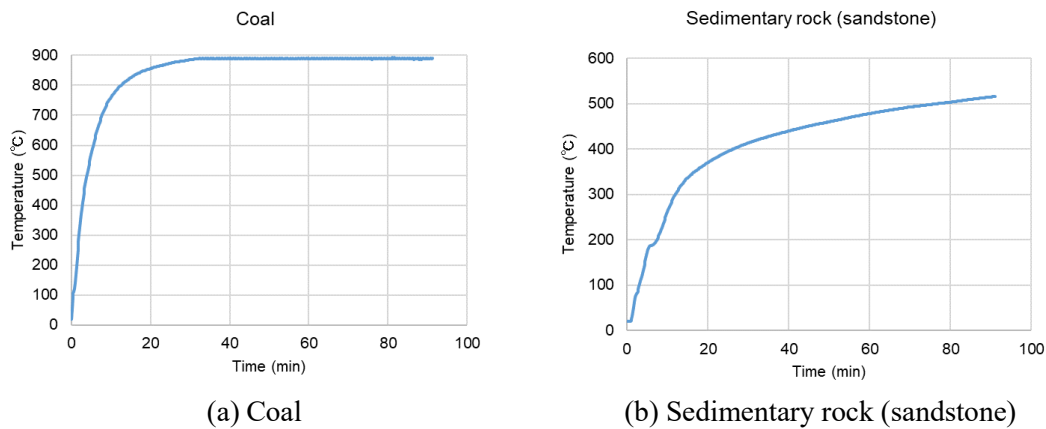 Coal
Temperature (℃)
900
800
700
600
500
400
300
200
100
0
0 20 40 60 80 100
Time (min)
(a) Coal
Sedimentary rock (sandstone)
Temperature (℃)
600
500
400
300
200
100
0
0 20 40 60 80 100
Time (min)
(b) Sedimentary rock (sandstone)